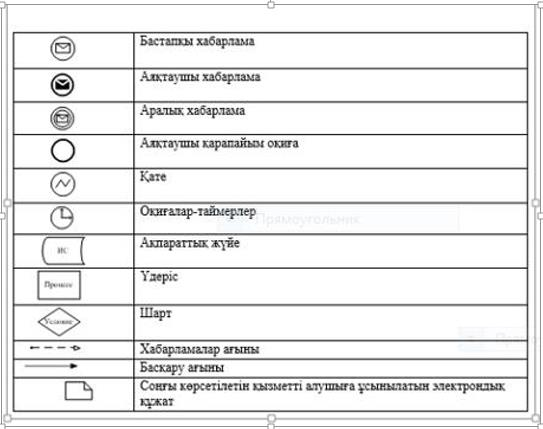 Бастапқы хабарлама
Аяқтаушы хабарлама
Аралық хабарлама
Аяқтаушы қарапайым оқиға
Қате
Оқиғалар-таймерлер
Прямоугольник
Ақпараттық жүйе
ИС
Үдеріс
Процесс
Шарт
Условие
Хабарламалар ағыны
Басқару ағыны
Соңғы көрсетілетін қызметті алушыға ұсынылатын электрондық
құжат